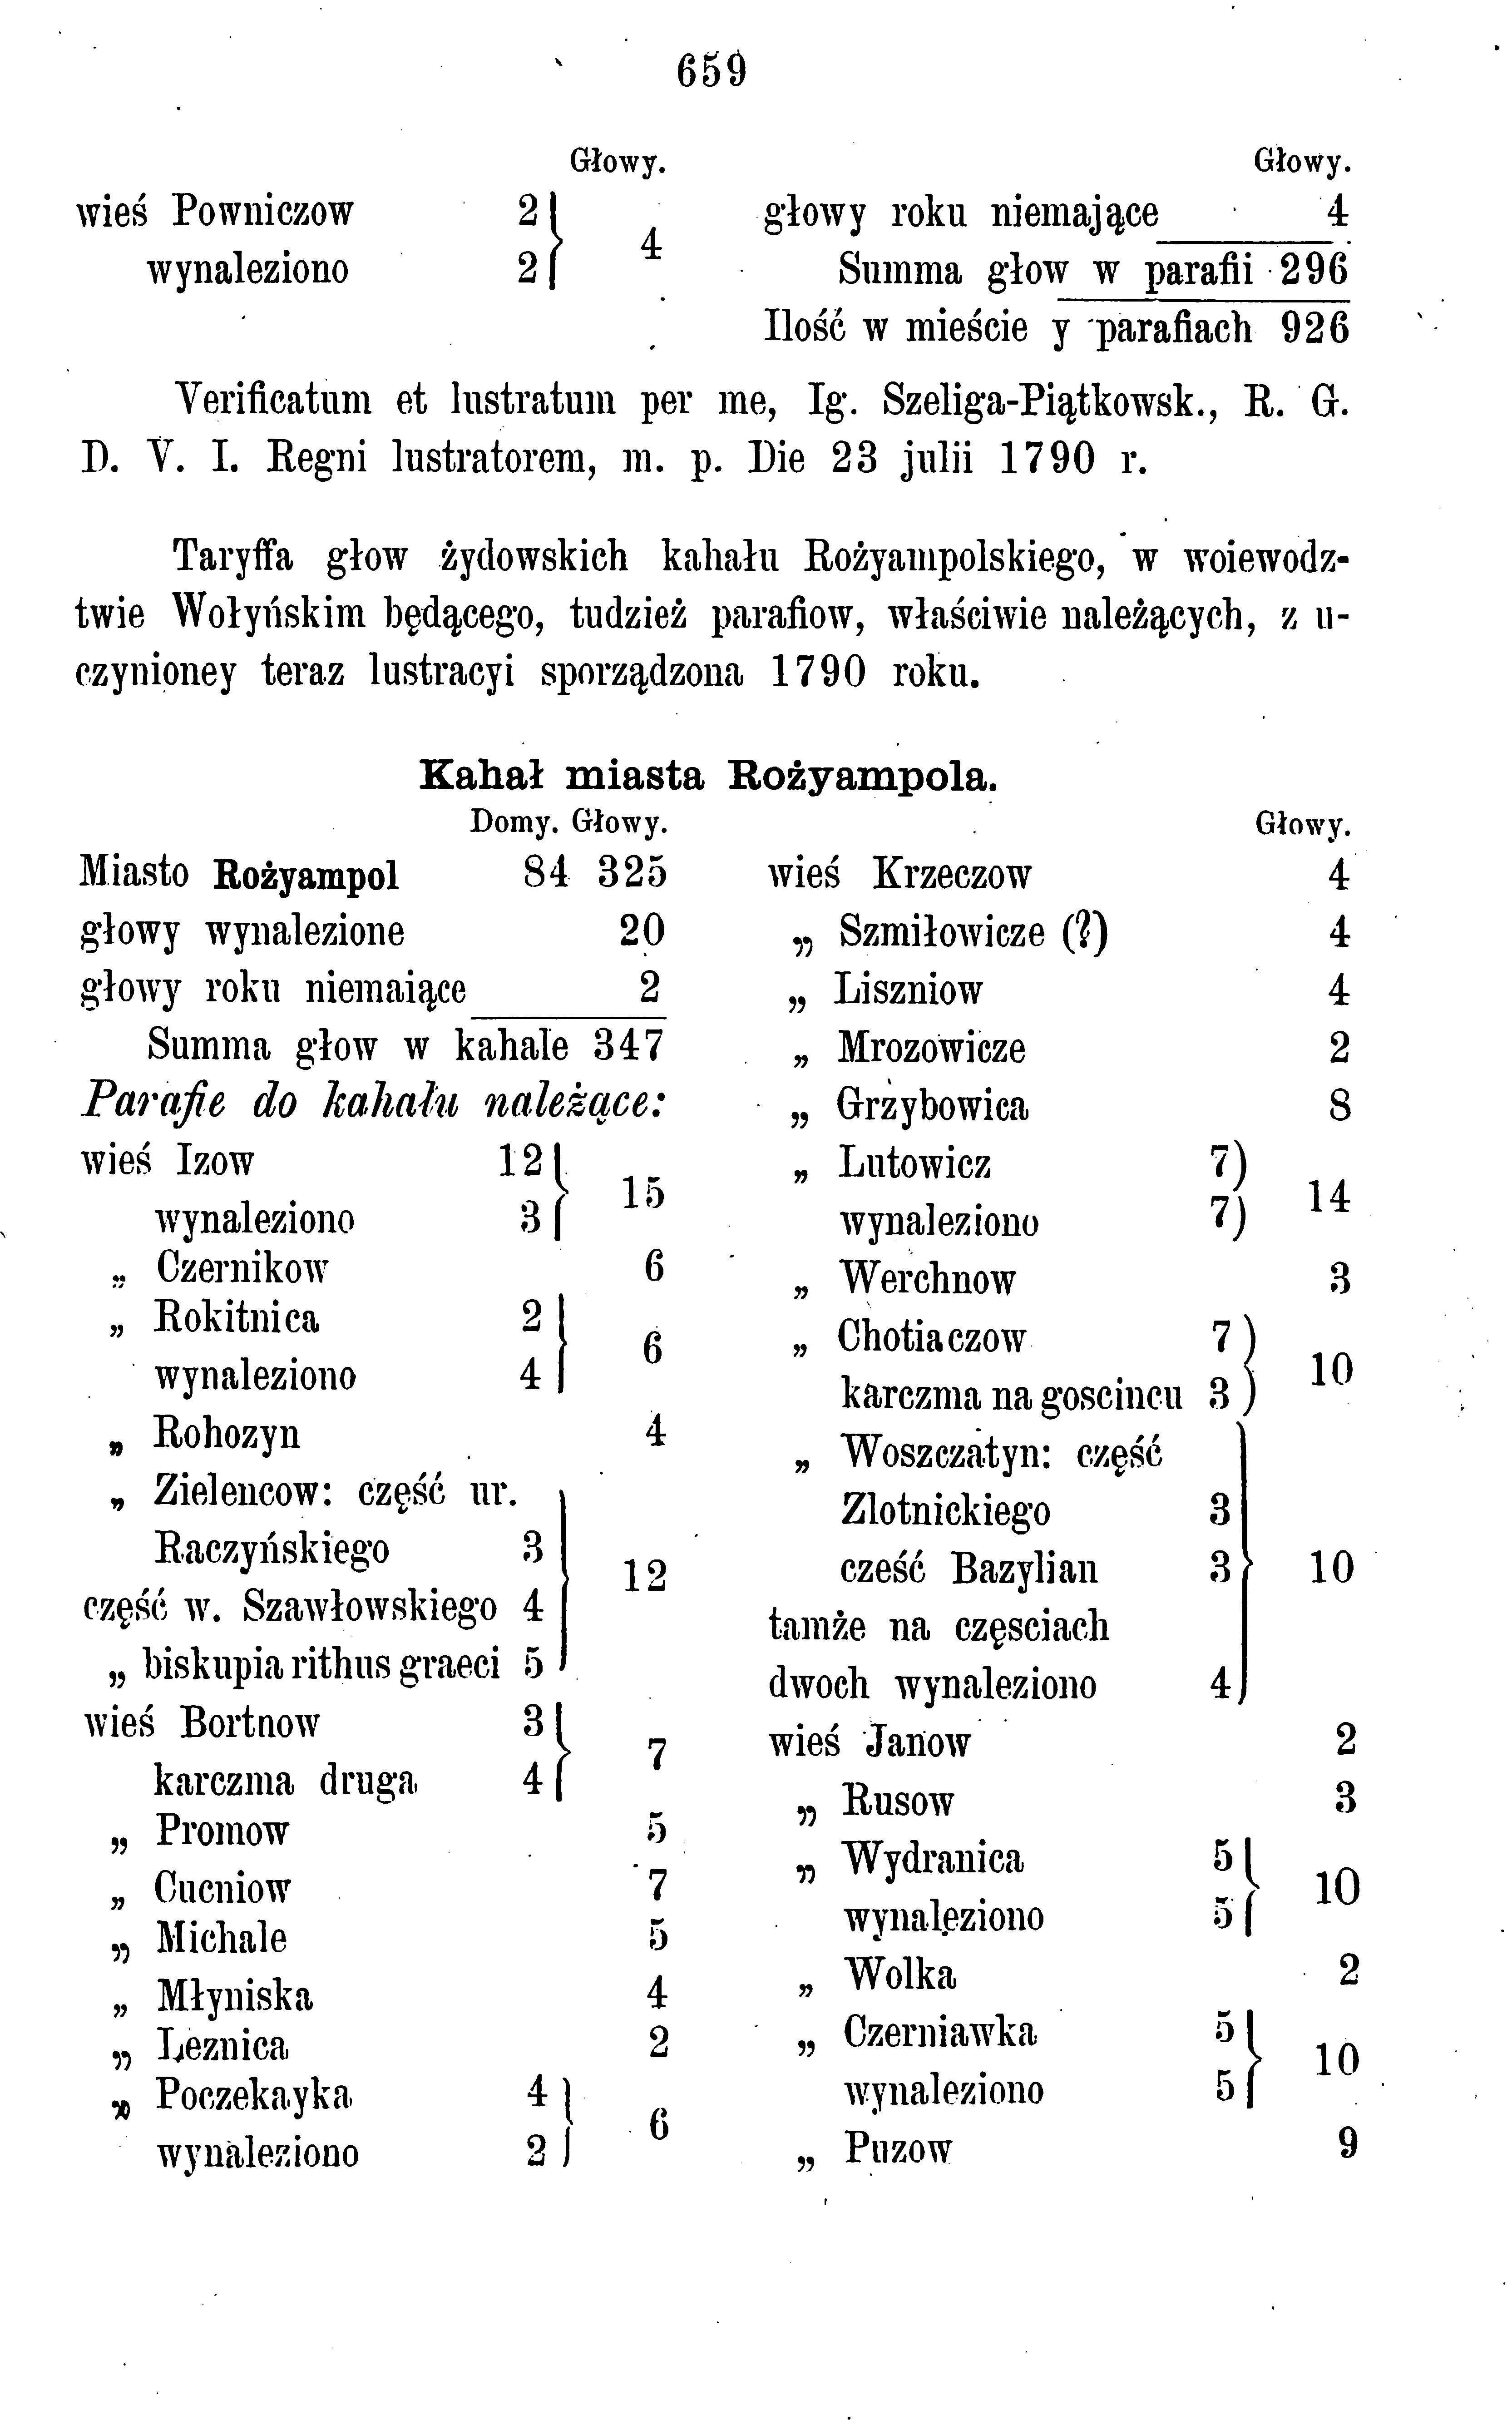 659
Głowy.
wieś Powniczow 2
4
wynaleziono 2
Głowy.
głowy roku niemające 4
Summa głow w parafii 296
Ilość w mieście y parafiach 926
Verificatum et lustratum per me, Ig. Szeliga-Piątkowsk., R. G.
D. V. I. Regni lustratorem, m. p. Die 23 julii 1790 r.
Taryffa głow żydowskich kahału Rożyampolskiego, w woiewodz-
twie Wołyńskim będącego, tudzież parafiow, właściwie należących, z u-
czynioney teraz lustracyi sporządzona 1790 roku.
Kahał miasta Rożyampola.
Domy. Głowy.
Miasto Rożyampol 84 325
głowy wynalezione 20
głowy roku niemaiące 2
Summa głow w kahale 347
Parafie do kahału należące:
wieś Izow 12
15
wynaleziono 3
„ Czernikow 6
„ Rokitnica 2
6
wynaleziono 4
„ Rohozyn 4
„ Zielencow: część ur.
Raczyńskiego 3
12
część w. Szawłowskiego 4
„ biskupia rithus graeci 5
wieś Bortnow 3
7
karczma druga 4
„ Promow 5
„ Cucniow 7
„ Michale 5
„ Młyniska 4
„ Leznica 2
„ Poczekayka 4
6
wynaleziono 2
Głowy.
wieś Krzeczow 4
„ Szmiłowicze (?) 4
„ Liszniow 4
„ Mrozowicze 2
„ Grzybowica 8
„ Lutowicz 7)
14
wynaleziono 7)
„ Werchnow 3
„ Chotiaczow 7)
10
karczma na goscincu 3)
„ Woszczatyn: część
Zlotnickiego 3
cześć Bazylian 3 10
tamże na częsciach
dwoch wynaleziono 4
wieś Janow 2
„ Rusow 3
„ Wydranica 5
10
wynaleziono 5
„ Wolka 2
„ Czerniawka 5
10
wynaleziono 5
„ Puzow 9